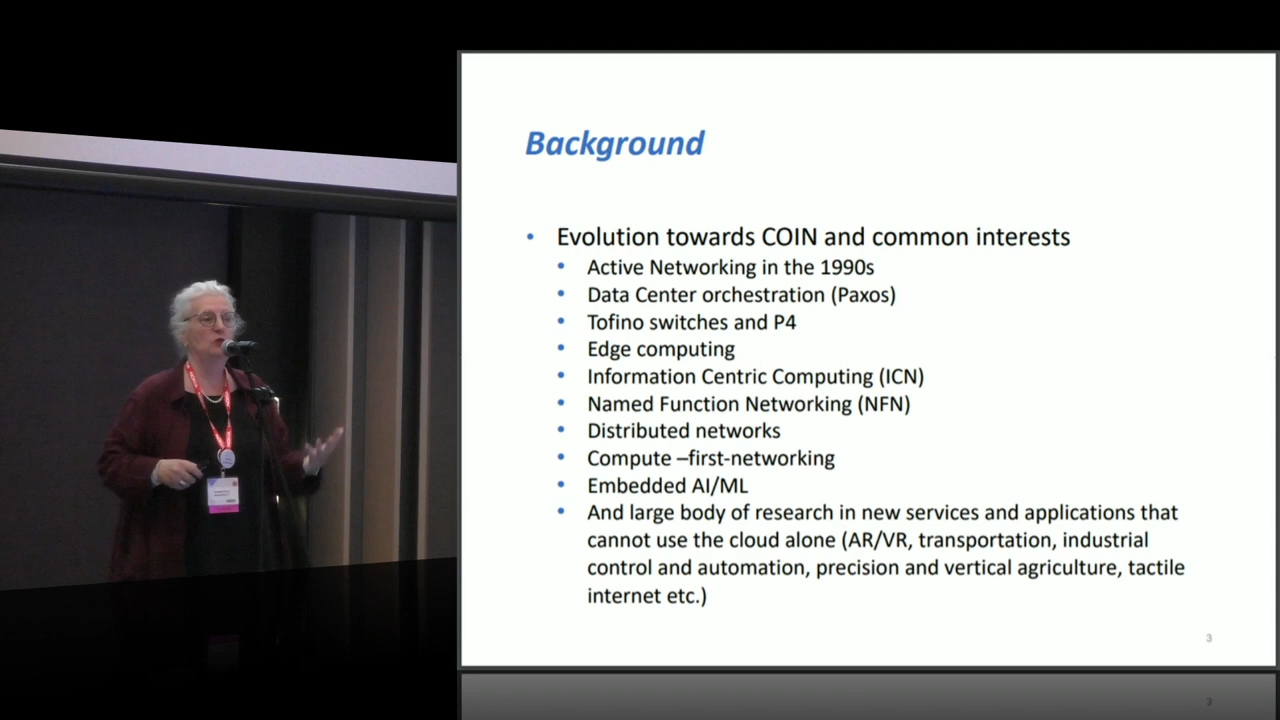 Background
• Evolution towards COIN and common interests
• Active Networking in the 1990s
• Data Center orchestration (Paxos)
• Tofino switches and P4
• Edge computing
• Information Centric Computing (ICN)
• Named Function Networking (NFN)
• Distributed networks
• Compute –first-networking
• Embedded AI/ML
• And large body of research in new services and applications that
cannot use the cloud alone (AR/VR, transportation, industrial
control and automation, precision and vertical agriculture, tactile
internet etc.)
3
3